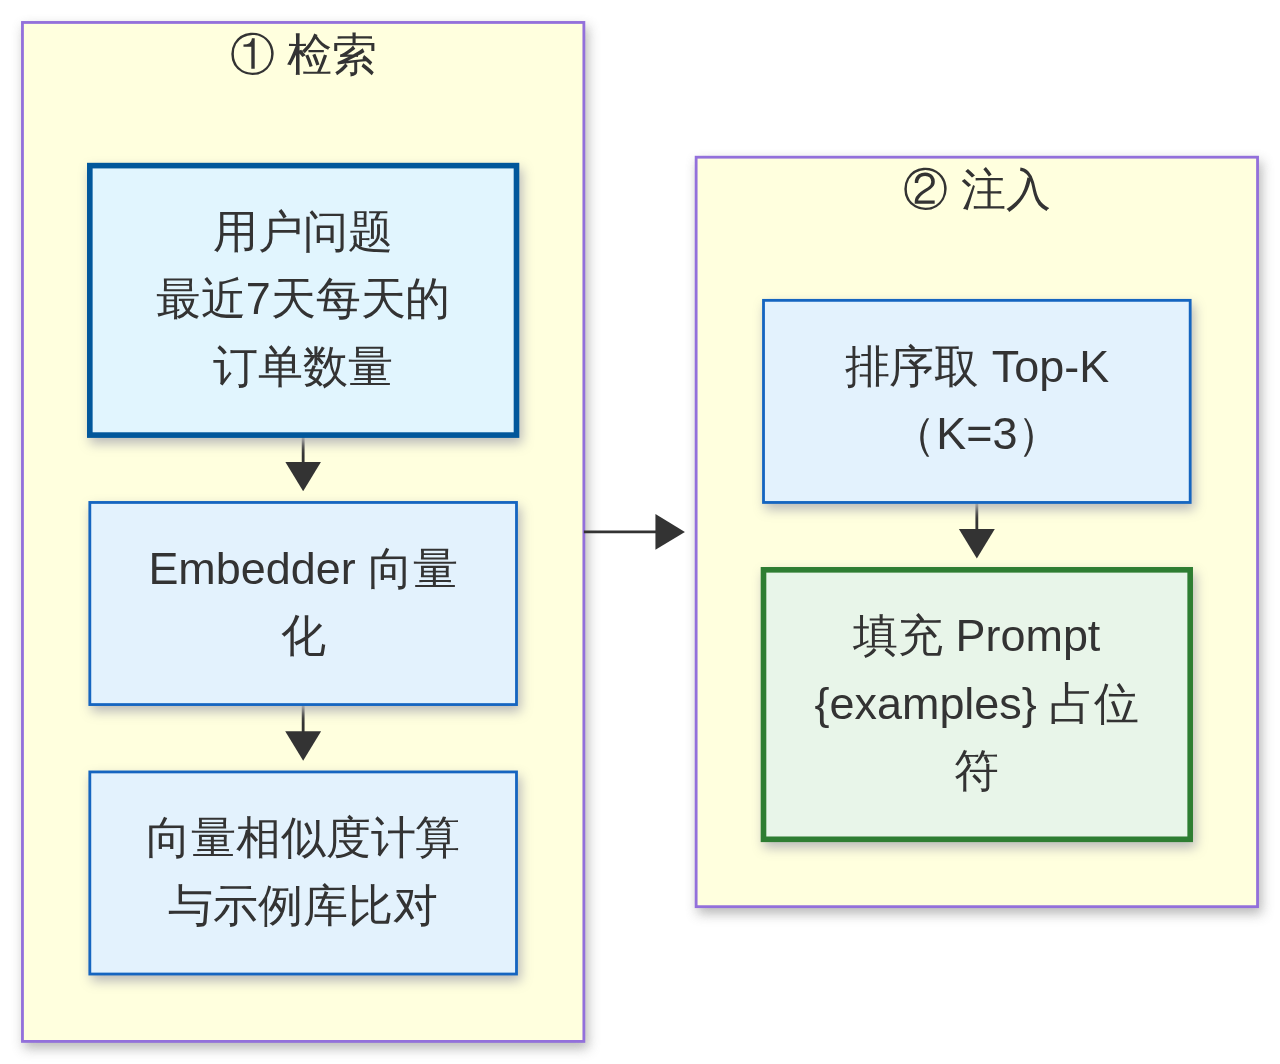 ① 检索
用户问题
最近7天每天的
订单数量
Embedder 向量
化
向量相似度计算
与示例库比对
② 注入
排序取 Top-K
（K=3）
填充 Prompt
{examples} 占位
符